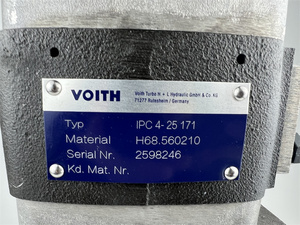 VOITH
Voith Turbo H + L Hydraulic GmbH & Co. KG
71277 Rutesheim / Germany
Typ IPC 4-25 171
Material H68.560210
Serial Nr. 2598246
Kd. Mat. Nr.